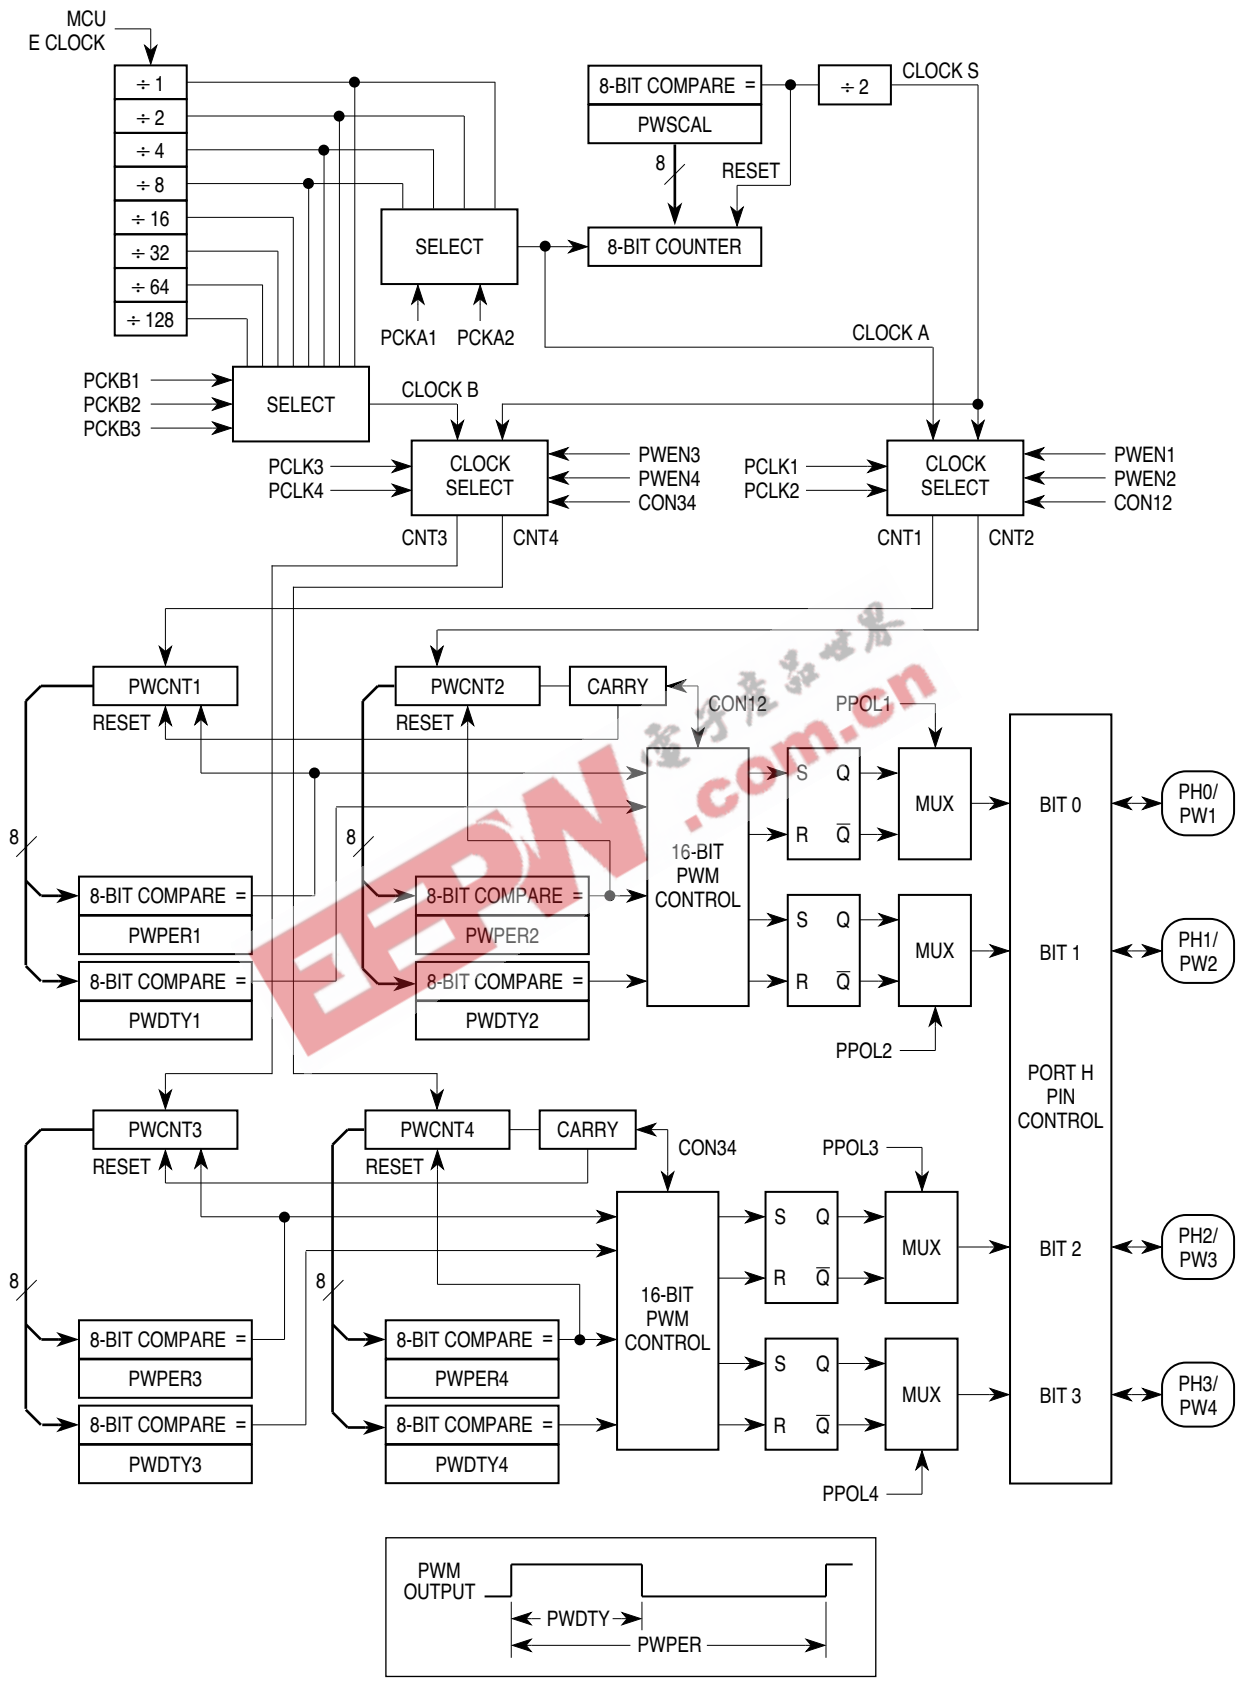 MCU
E CLOCK
÷ 1
÷ 2
÷ 4
÷ 8
÷ 16
÷ 32
÷ 64
÷ 128
8-BIT COMPARE =
PWSCAL
÷ 2
CLOCK S
8
RESET
SELECT
8-BIT COUNTER
PCKA1
PCKA2
CLOCK A
PCKB1
PCKB2
PCKB3
SELECT
CLOCK B
PCLK3
PCLK4
CLOCK
SELECT
PWEN3
PWEN4
CON34
PCLK1
PCLK2
CLOCK
SELECT
PWEN1
PWEN2
CON12
CNT3
CNT4
CNT1
CNT2
PWCNT1
RESET
PWCNT2
RESET
CARRY
CON12
PPOL1
電子產品世界
EEPW.com.cn
8
8
8-BIT COMPARE =
PWPER1
8-BIT COMPARE =
PWDTY1
8-BIT COMPARE =
PWPER2
8-BIT COMPARE =
PWDTY2
16-BIT
PWM
CONTROL
S Q
R Q̅
MUX
S Q
R Q̅
MUX
PPOL2
BIT 0
BIT 1
PORT H
PIN
CONTROL
BIT 2
BIT 3
PH0/
PW1
PH1/
PW2
PH2/
PW3
PH3/
PW4
PWCNT3
RESET
PWCNT4
RESET
CARRY
CON34
PPOL3
8
8
8-BIT COMPARE =
PWPER3
8-BIT COMPARE =
PWDTY3
8-BIT COMPARE =
PWPER4
8-BIT COMPARE =
PWDTY4
16-BIT
PWM
CONTROL
S Q
R Q̅
MUX
S Q
R Q̅
MUX
PPOL4
PWM
OUTPUT
PWDTY
PWPER